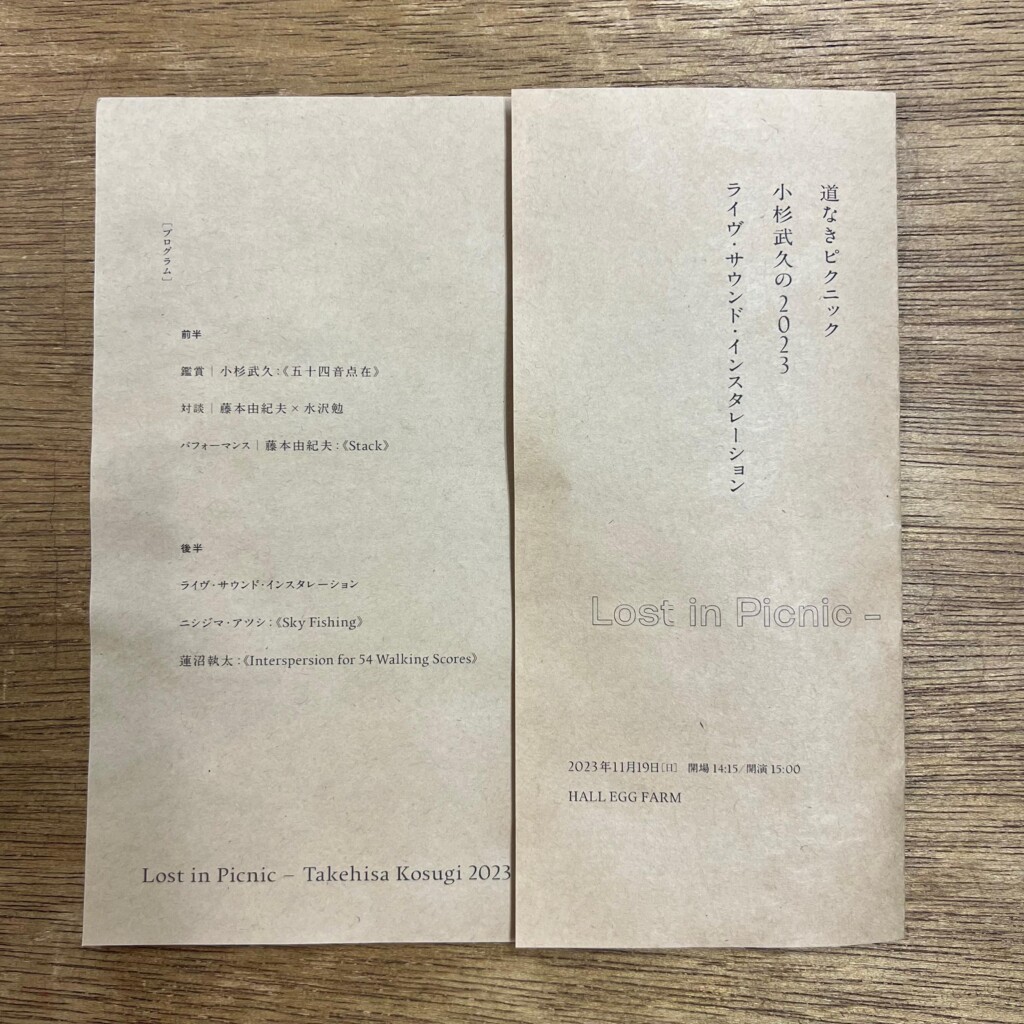 道なきピクニック
小杉武久の2023
ライヴ・サウンド・インスタレーション
Lost in Picnic –
2023年11月19日[日] 開場 14:15/開演 15:00
HALL EGG FARM
[プログラム]
前半
鑑賞｜小杉武久:《五十四音点在》
対談｜藤本由紀夫×水沢勉
パフォーマンス｜藤本由紀夫:《Stack》
後半
ライヴ・サウンド・インスタレーション
ニシジマ・アツシ:《Sky Fishing》
蓮沼執太:《Interspersion for 54 Walking Scores》
Lost in Picnic – Takehisa Kosugi 2023